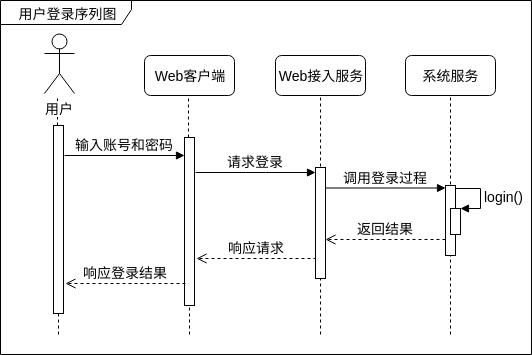 用户登录序列图
用户
Web客户端
Web接入服务
系统服务
输入账号和密码
请求登录
调用登录过程
login()
返回结果
响应请求
响应登录结果